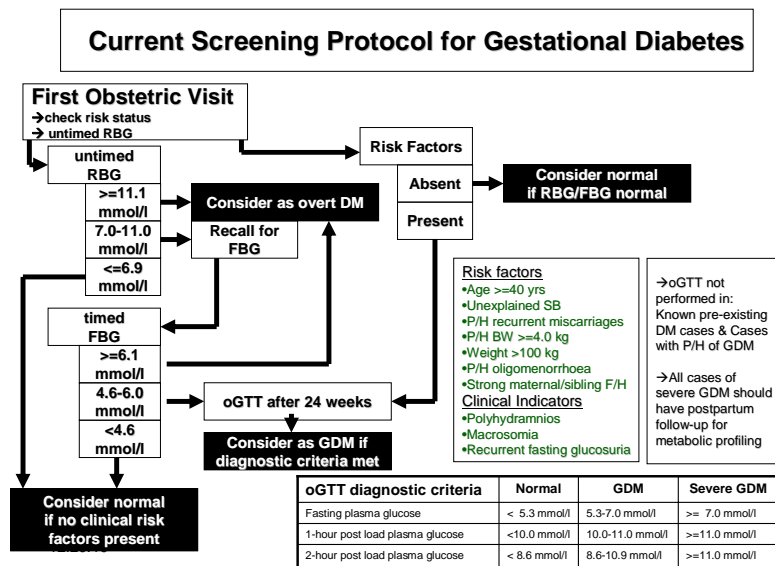 Current Screening Protocol for Gestational Diabetes
First Obstetric Visit
→check risk status
→ untimed RBG
untimed
RBG
>=11.1
mmol/l
7.0-11.0
mmol/l
<=6.9
Consider as overt DM
Recall for
FBG
Risk Factors
Absent
Present
Consider normal
if RBG/FBG normal
timed
FBG
>=6.1
mmol/l
4.6-6.0
mmol/l
<4.6
mmol/l
oGTT after 24 weeks
Consider as GDM if
diagnostic criteria met
Consider normal
if no clinical risk
factors present
Risk factors
•Age >=40 yrs
•Unexplained SB
•P/H recurrent miscarriages
•P/H BW >=4.0 kg
•Weight >100 kg
•P/H oligomenorrhoea
•Strong maternal/sibling F/H
Clinical Indicators
•Polyhydramnios
•Macrosomia
•Recurrent fasting glucosuria
→oGTT not
performed in:
Known pre-existing
DM cases & Cases
with P/H of GDM
→All cases of
severe GDM should
have postpartum
follow-up for
metabolic profiling
oGTT diagnostic criteria Normal GDM Severe GDM
Fasting plasma glucose < 5.3 mmol/l 5.3-7.0 mmol/l >= 7.0 mmol/l
1-hour post load plasma glucose <10.0 mmol/l 10.0-11.0 mmol/l >=11.0 mmol/l
2-hour post load plasma glucose < 8.6 mmol/l 8.6-10.9 mmol/l >=11.0 mmol/l